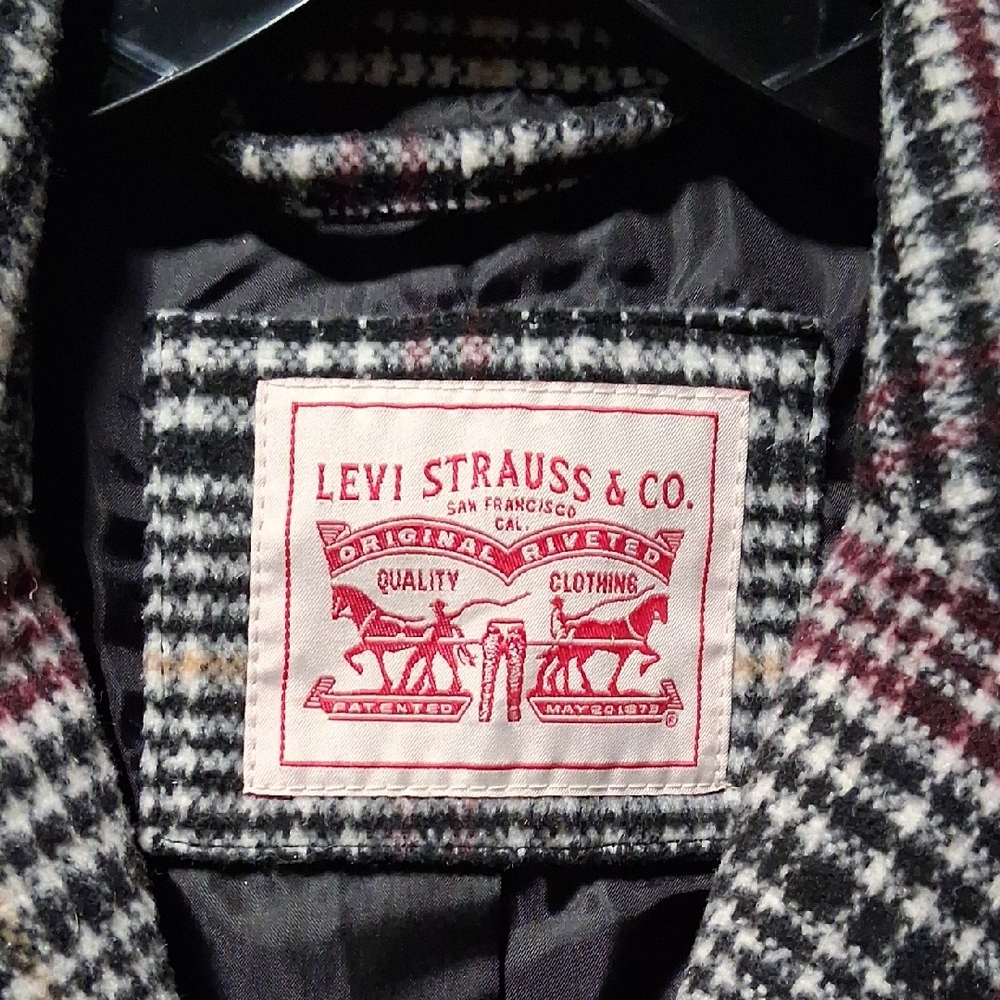 LEVI STRAUSS & CO.
SAN FRANCISCO
CAL.
ORIGINAL RIVETED
QUALITY CLOTHING
PATENTED MAY 20 1873
®